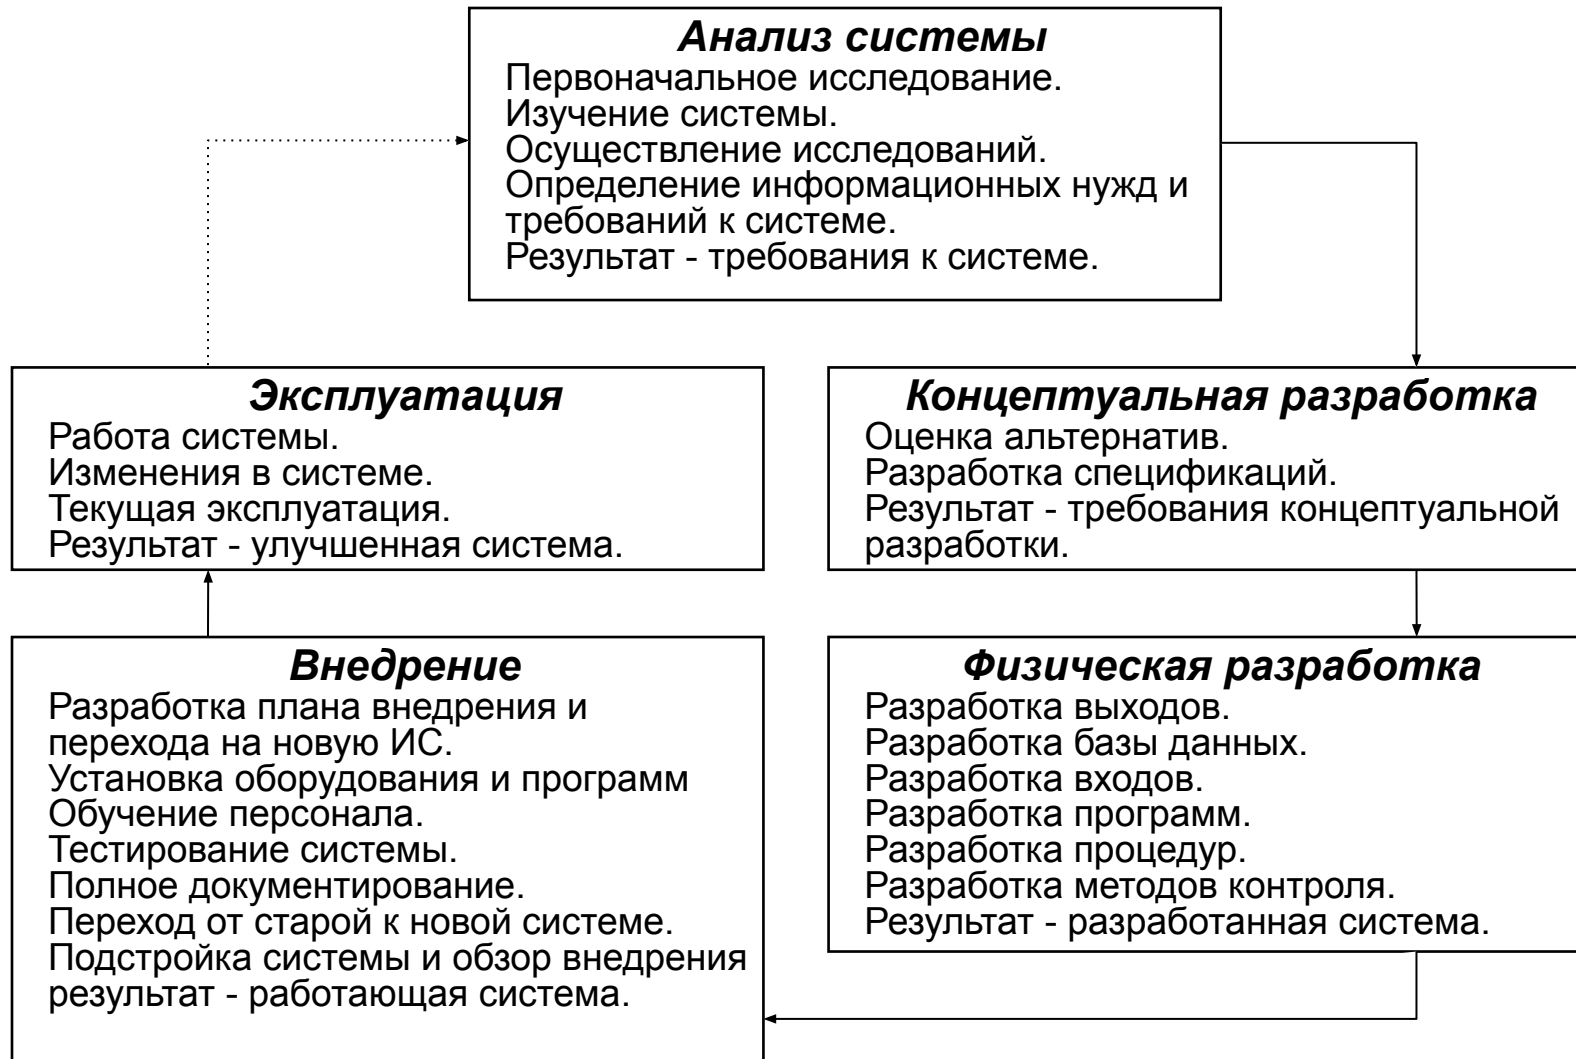 Анализ системы
Первоначальное исследование.
Изучение системы.
Осуществление исследований.
Определение информационных нужд и
требований к системе.
Результат - требования к системе.
Эксплуатация
Работа системы.
Изменения в системе.
Текущая эксплуатация.
Результат - улучшенная система.
Концептуальная разработка
Оценка альтернатив.
Разработка спецификаций.
Результат - требования концептуальной
разработки.
Внедрение
Разработка плана внедрения и
перехода на новую ИС.
Установка оборудования и программ
Обучение персонала.
Тестирование системы.
Полное документирование.
Переход от старой к новой системе.
Подстройка системы и обзор внедрения
результат - работающая система.
Физическая разработка
Разработка выходов.
Разработка базы данных.
Разработка входов.
Разработка программ.
Разработка процедур.
Разработка методов контроля.
Результат - разработанная система.